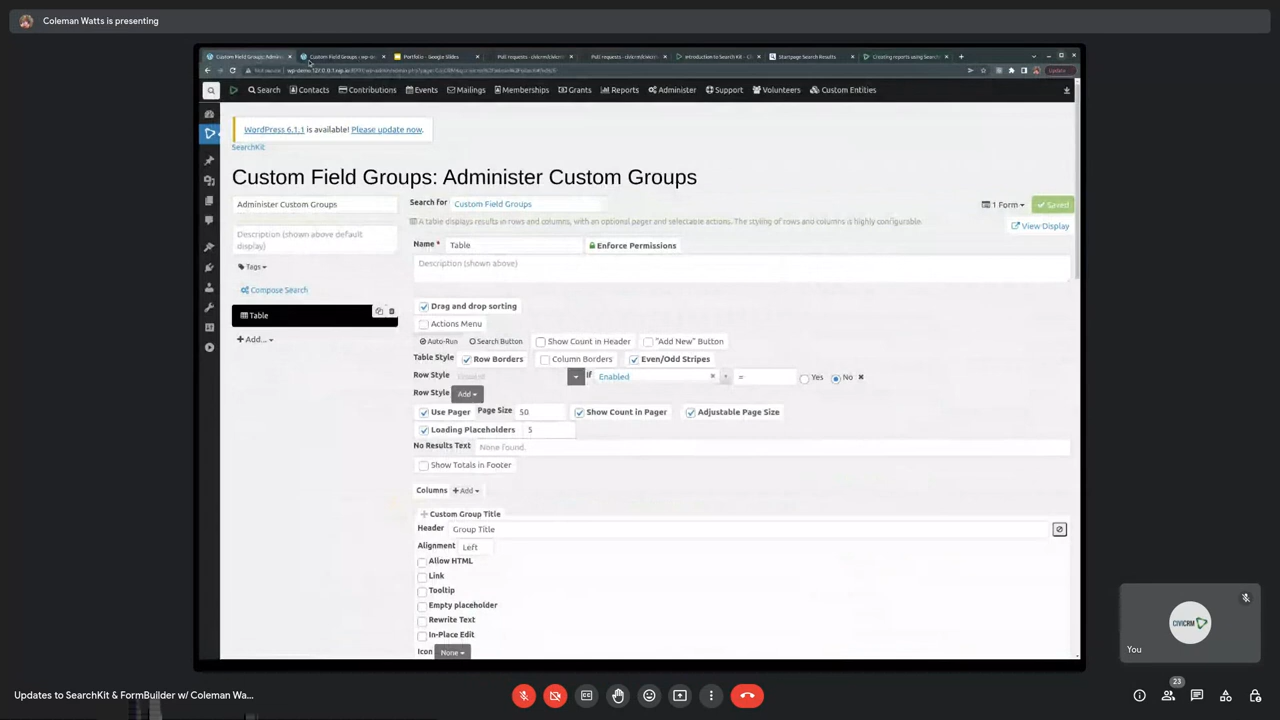 Coleman Watts is presenting
Custom Field Groups: Admin
Custom Field Groups
Portfolio - Google Slides
Pull requests
Pull requests
Introduction to Search Kit
Startpage Search Results
Creating reports using Search
Update
Search Contacts Contributions Events Mailings Memberships Grants Reports Administer Support Volunteers Custom Entities
WordPress 6.1.1 is available! Please update now.
SearchKit
Custom Field Groups: Administer Custom Groups
Administer Custom Groups
Search for Custom Field Groups
1 Form
Saved
Description (shown above default display)
A table displays results in rows and columns, with an optional pager and selectable actions. The styling of rows and columns is highly configurable.
View Display
Name * Table Enforce Permissions
Description (shown above)
Tags
Compose Search
Table
Add...
Drag and drop sorting
Actions Menu
Auto-Run Search Button Show Count in Header "Add New" Button
Table Style Row Borders Column Borders Even/Odd Stripes
Row Style If Enabled = Yes No
Row Style Add
Use Pager Page Size 50 Show Count in Pager Adjustable Page Size
Loading Placeholders 5
No Results Text None found.
Show Totals in Footer
Columns Add
Custom Group Title
Header Group Title
Alignment Left
Allow HTML
Link
Tooltip
Empty placeholder
Rewrite Text
In-Place Edit
Icon None
CIVICRM
You
Updates to SearchKit & FormBuilder w/ Coleman Wa...
23